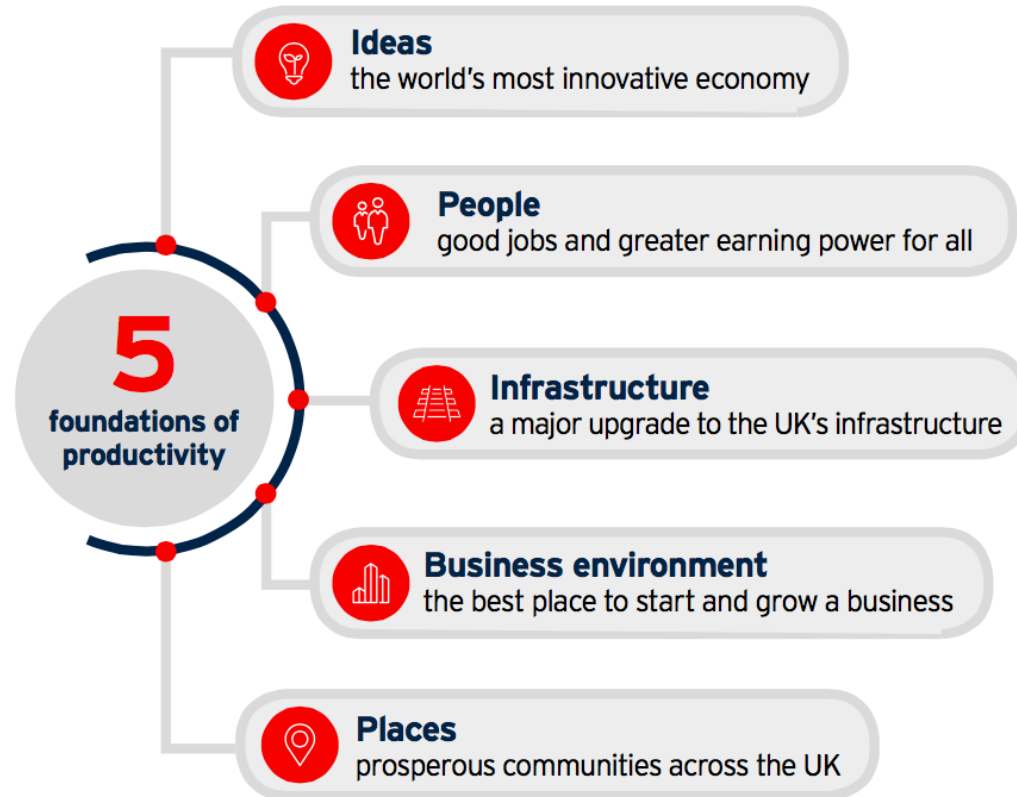 Ideas
the world's most innovative economy
People
good jobs and greater earning power for all
5
foundations of
productivity
Infrastructure
a major upgrade to the UK's infrastructure
Business environment
the best place to start and grow a business
Places
prosperous communities across the UK